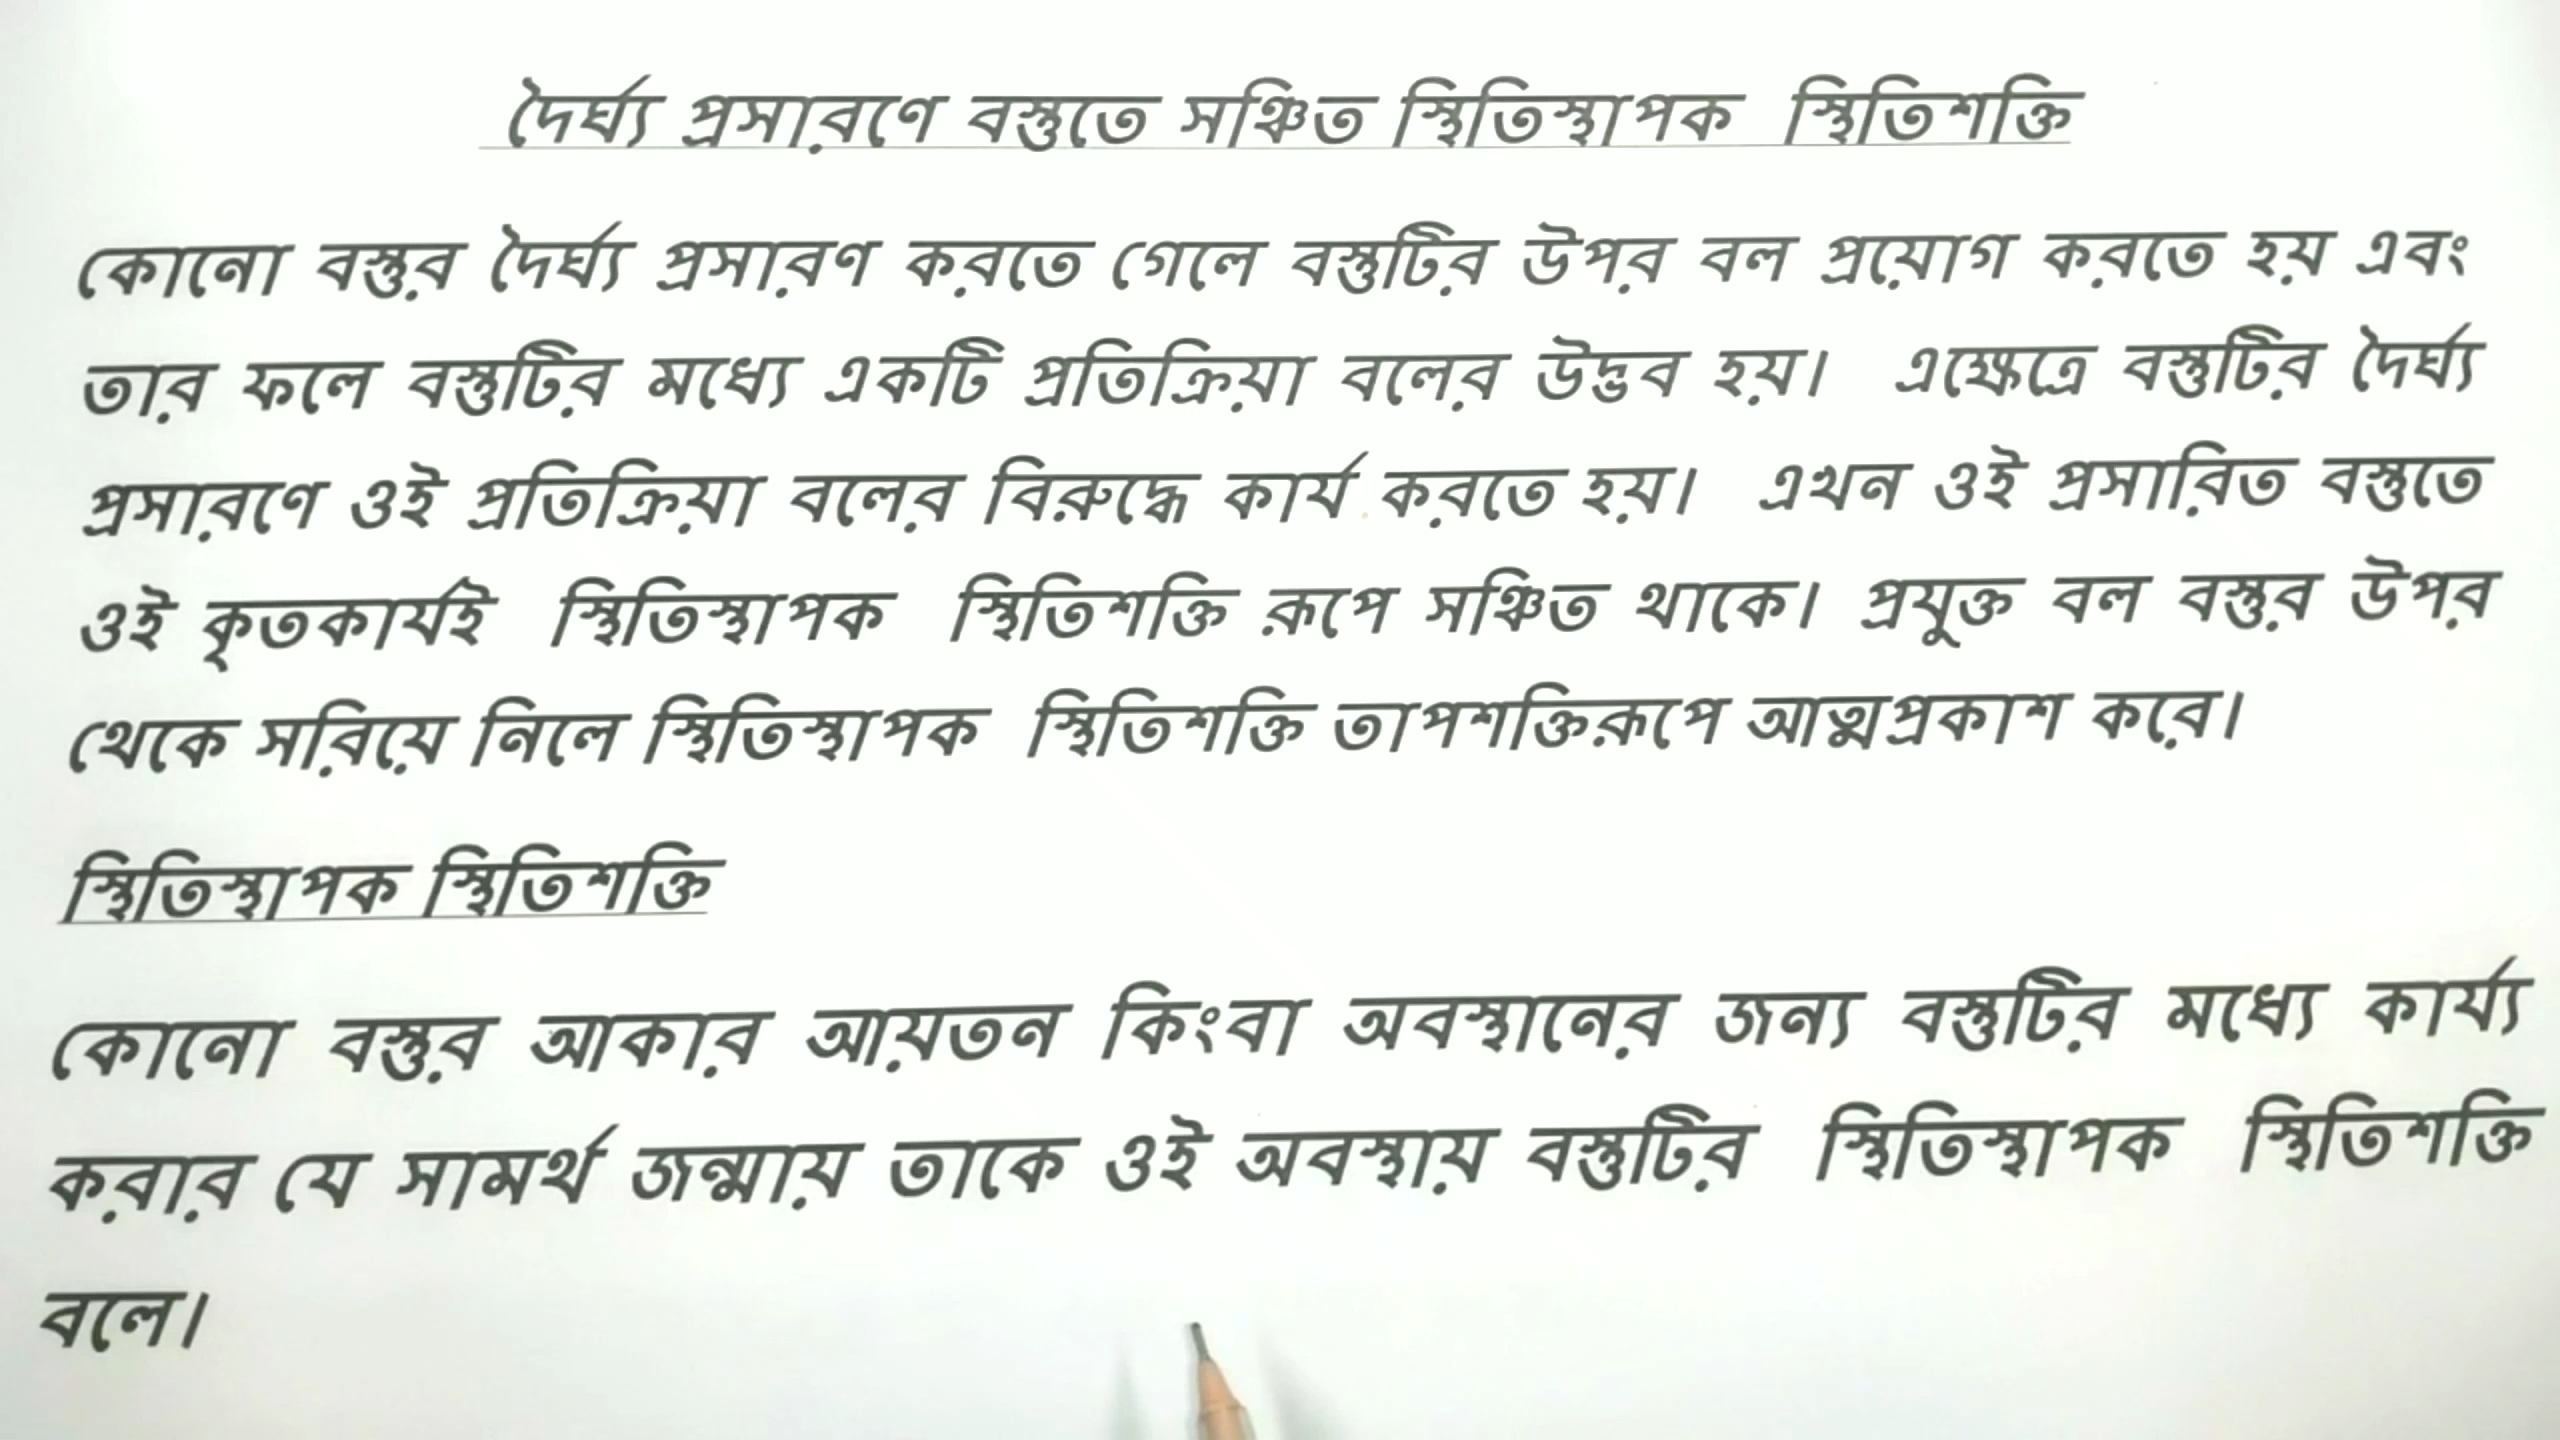 দৈর্ঘ্য প্রসারণে বস্তুতে সঞ্চিত স্থিতিস্থাপক স্থিতিশক্তি
কোনো বস্তুর দৈর্ঘ্য প্রসারণ করতে গেলে বস্তুটির উপর বল প্রয়োগ করতে হয় এবং
তার ফলে বস্তুটির মধ্যে একটি প্রতিক্রিয়া বলের উদ্ভব হয়। এক্ষেত্রে বস্তুটির দৈর্ঘ্য
প্রসারণে ওই প্রতিক্রিয়া বলের বিরুদ্ধে কার্য করতে হয়। এখন ওই প্রসারিত বস্তুতে
ওই কৃতকার্যই স্থিতিস্থাপক স্থিতিশক্তি রূপে সঞ্চিত থাকে। প্রযুক্ত বল বস্তুর উপর
থেকে সরিয়ে নিলে স্থিতিস্থাপক স্থিতিশক্তি তাপশক্তিরূপে আত্মপ্রকাশ করে।
স্থিতিস্থাপক স্থিতিশক্তি
কোনো বস্তুর আকার আয়তন কিংবা অবস্থানের জন্য বস্তুটির মধ্যে কার্য্য
করার যে সামর্থ জন্মায় তাকে ওই অবস্থায় বস্তুটির স্থিতিস্থাপক স্থিতিশক্তি
বলে।